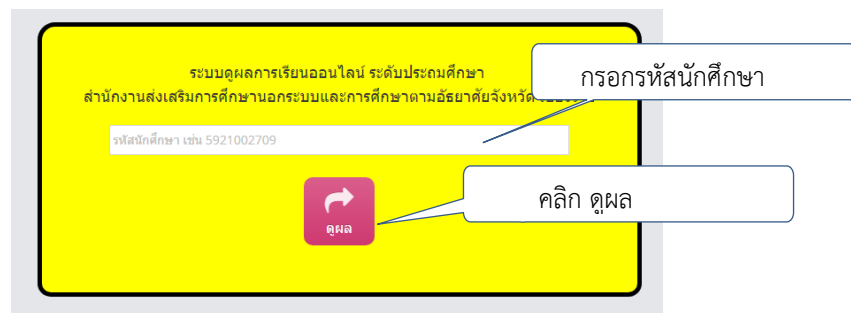 ระบบดูผลการเรียนออนไลน์ ระดับประถมศึกษา
สำนักงานส่งเสริมการศึกษานอกระบบและการศึกษาตามอัธยาศัยจังหวัด
กรอกรหัสนักศึกษา
รหัสนักศึกษา เช่น 5921002709
คลิก ดูผล
ดูผล